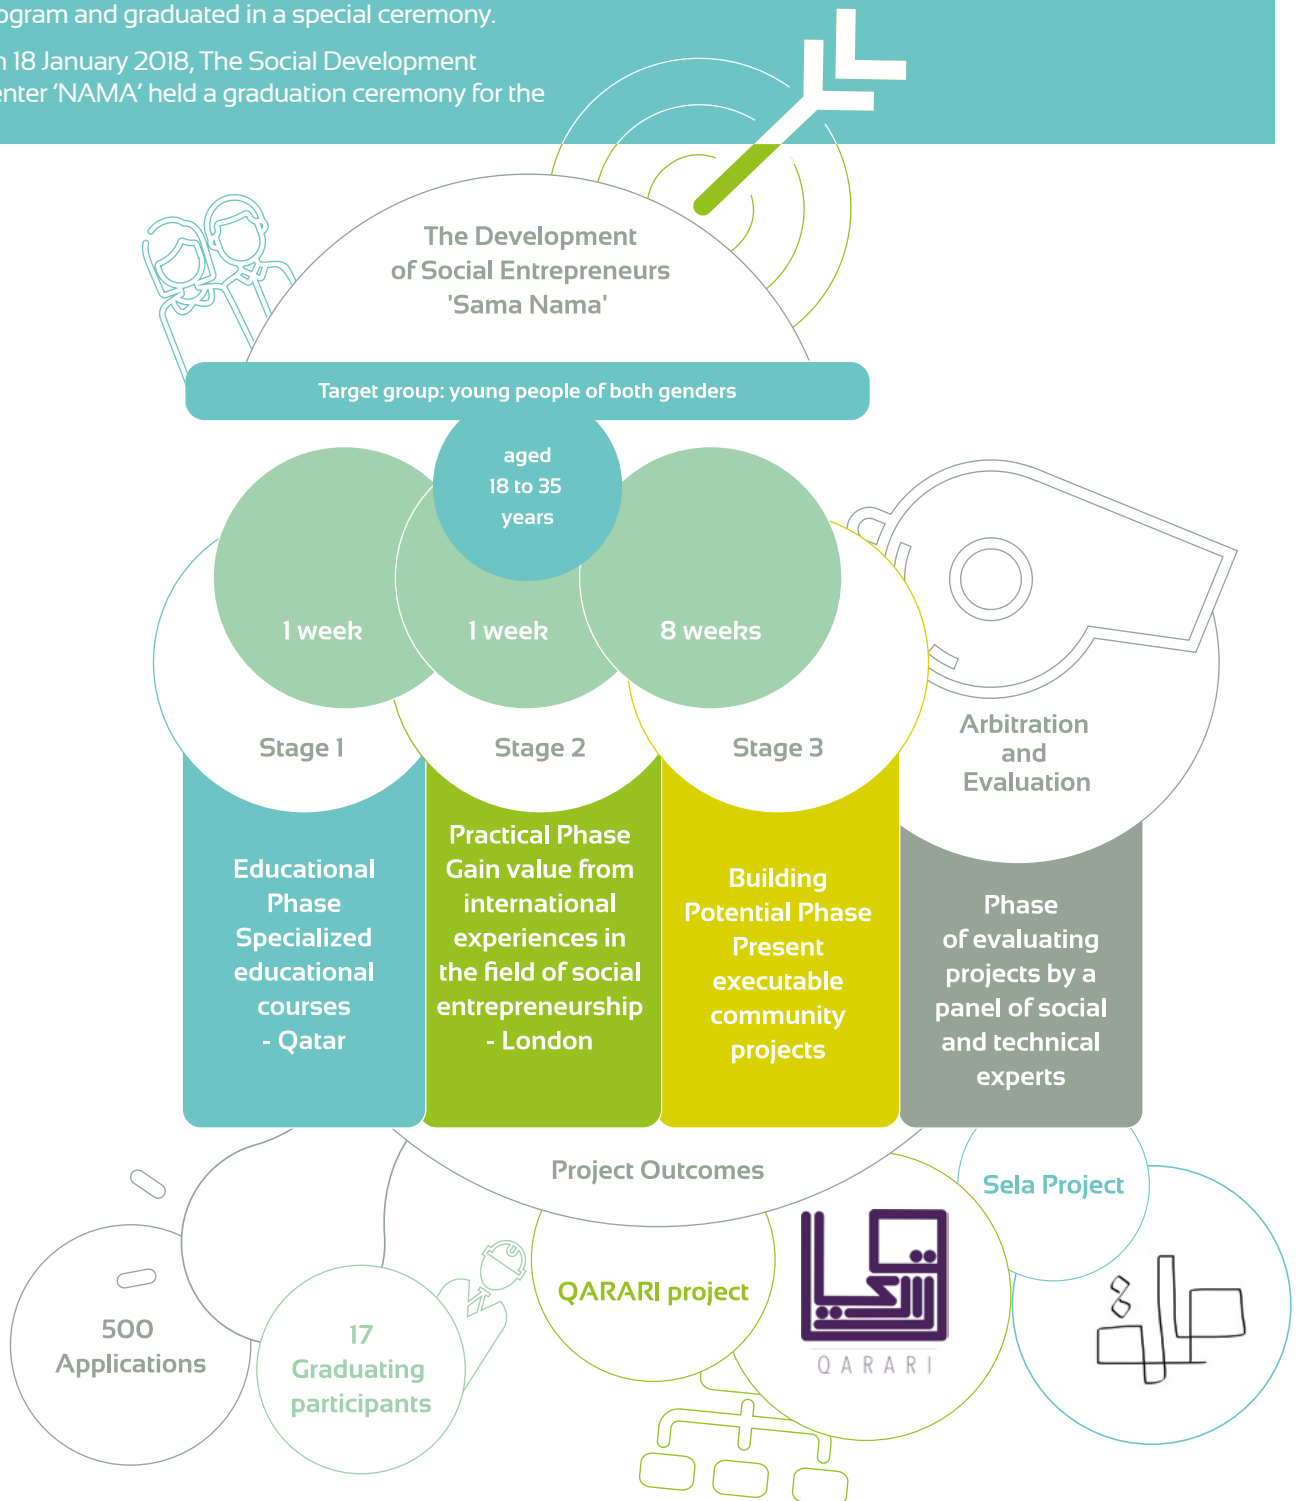 ogram and graduated in a special ceremony.
18 January 2018, The Social Development
enter 'NAMA' held a graduation ceremony for the
The Development
of Social Entrepreneurs
'Sama Nama'
Target group: young people of both genders
aged
18 to 35
years
1 week
1 week
8 weeks
Stage 1
Stage 2
Stage 3
Arbitration
and
Evaluation
Educational
Phase
Specialized
educational
courses
- Qatar
Practical Phase
Gain value from
international
experiences in
the field of social
entrepreneurship
- London
Building
Potential Phase
Present
executable
community
projects
Phase
of evaluating
projects by a
panel of social
and technical
experts
Project Outcomes
500
Applications
17
Graduating
participants
QARARI project
QARARI
Sela Project
صلة